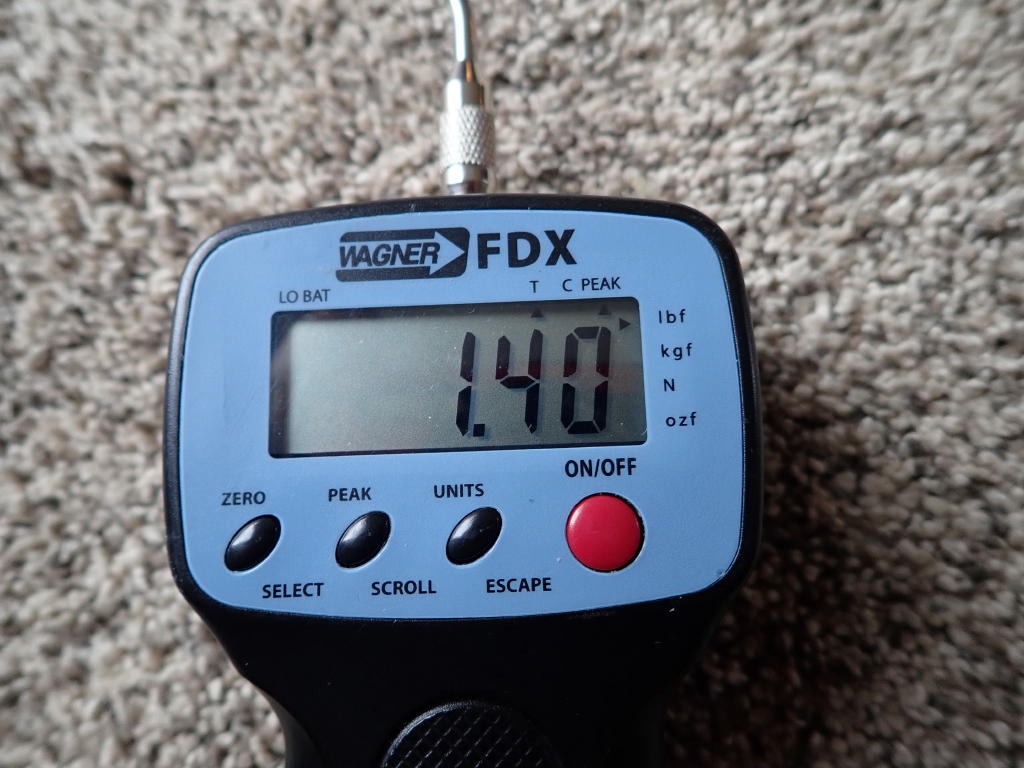 WAGNER FDX
LO BAT T C PEAK
lbf
kgf
N
ozf
1.40
ON/OFF
ZERO PEAK UNITS
SELECT SCROLL ESCAPE